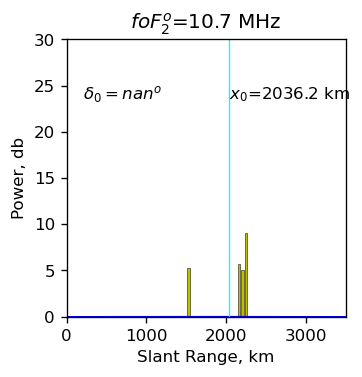 foF₂ᵒ=10.7 MHz
30
25
δ₀ = nanᵒ x₀=2036.2 km
20
15
10
5
0
Power, db
0 1000 2000 3000
Slant Range, km